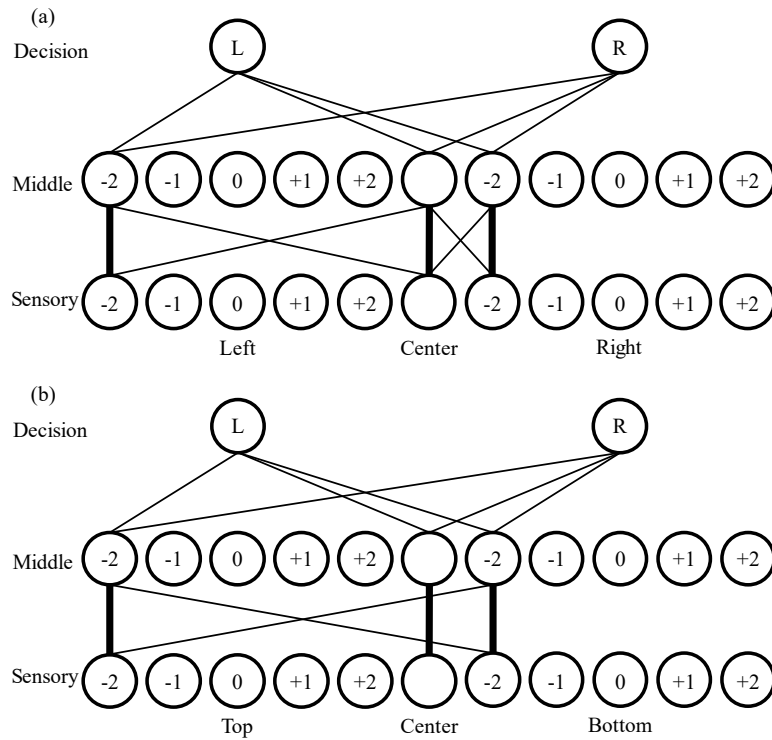 (a)
Decision L R
Middle -2 -1 0 +1 +2 -2 -1 0 +1 +2
Sensory -2 -1 0 +1 +2 -2 -1 0 +1 +2
Left Center Right
(b)
Decision L R
Middle -2 -1 0 +1 +2 -2 -1 0 +1 +2
Sensory -2 -1 0 +1 +2 -2 -1 0 +1 +2
Top Center Bottom